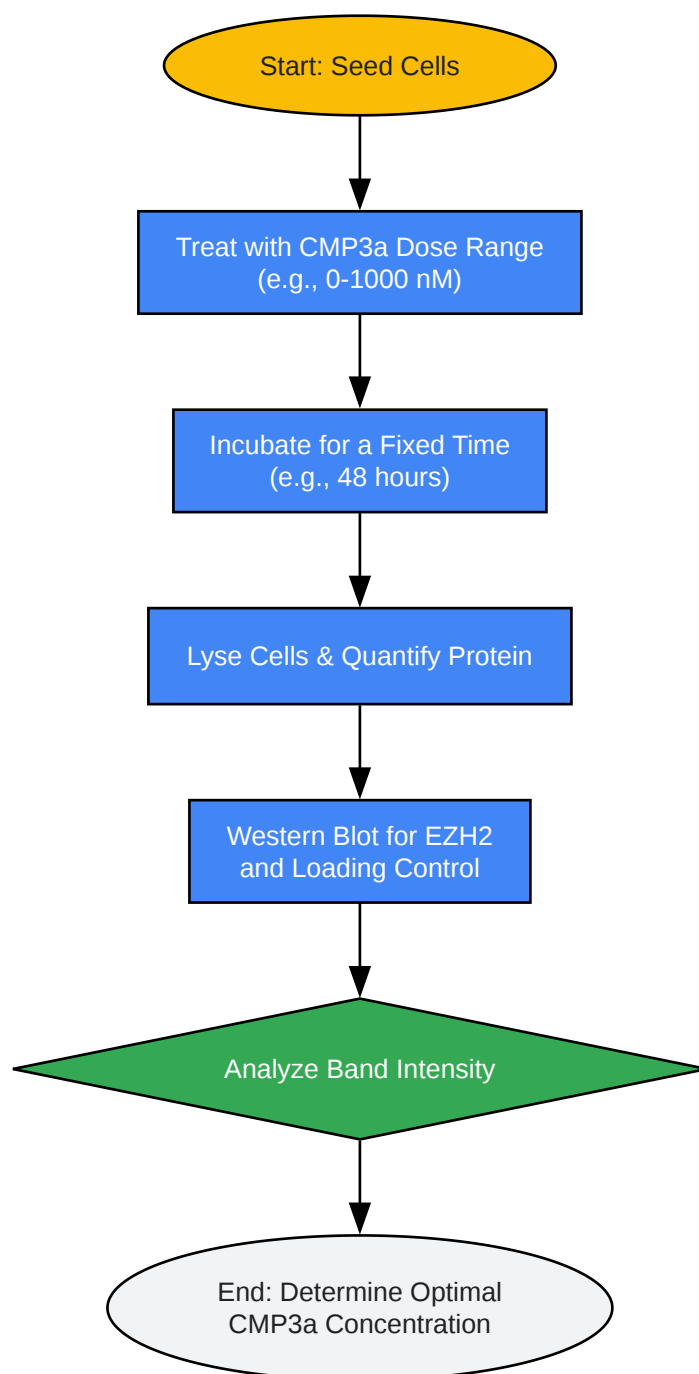 Start: Seed Cells
Treat with CMP3a Dose Range
(e.g., 0-1000 nM)
Incubate for a Fixed Time
(e.g., 48 hours)
Lyse Cells & Quantify Protein
Western Blot for EZH2
and Loading Control
Analyze Band Intensity
End: Determine Optimal
CMP3a Concentration